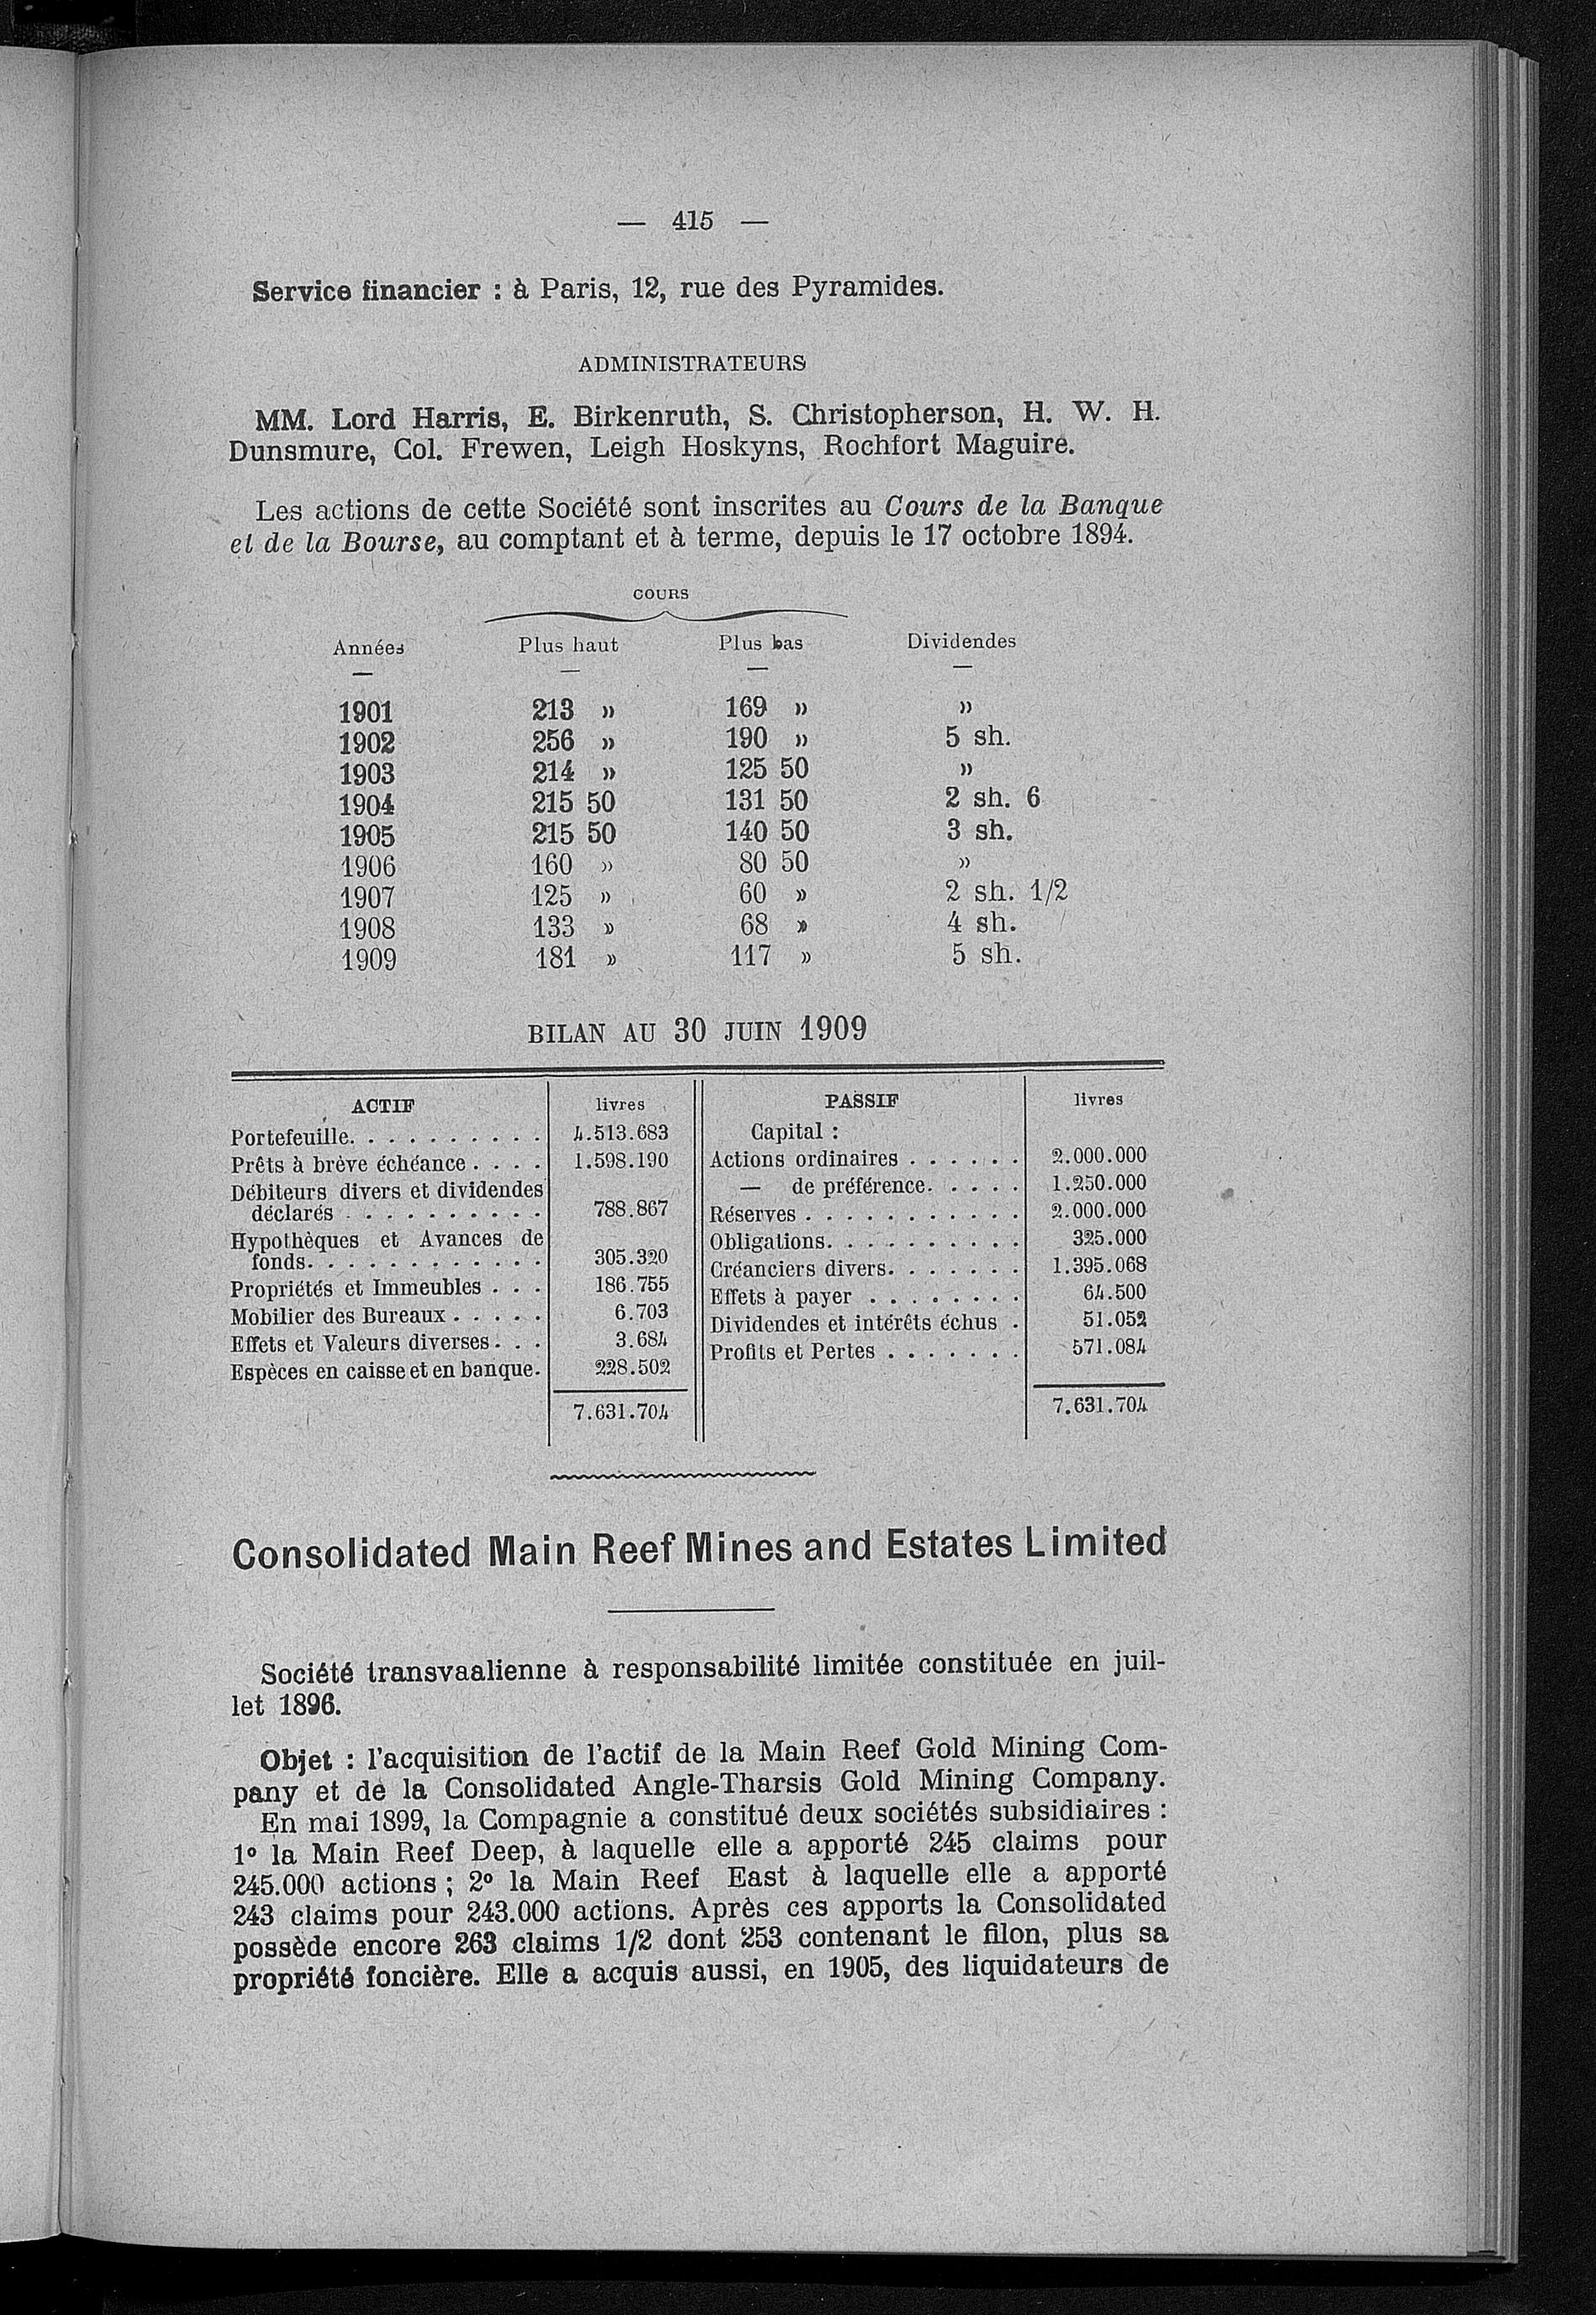 — 415 —
Service financier : à Paris, 12, rue des Pyramides.
ADMINISTRATEURS
MM. Lord Harris, E. Birkenruth, S. Christopherson, H. W. H.
Dunsmure, Col. Frewen, Leigh Hoskyns, Rochfort Maguire.
Les actions de cette Société sont inscrites au Cours de la Banque
et de la Bourse, au comptant et à terme, depuis le 17 octobre 1894.
COURS
Années Plus haut Plus bas Dividendes
— — — —
1901 213 » 169 » »
1902 256 » 190 » 5 sh.
1903 214 » 125 50 »
1904 215 50 131 50 2 sh. 6
1905 215 50 140 50 3 sh.
1906 160 » 80 50 »
1907 125 » 60 » 2 sh. 1/2
1908 133 » 68 » 4 sh.
1909 181 » 117 » 5 sh.
BILAN AU 30 JUIN 1909
ACTIF livres
Portefeuille. . . . . . . . . . 4.513.683
Prêts à brève échéance . . . . 1.598.190
Débiteurs divers et dividendes
déclarés . . . . . . . . . . 788.867
Hypothèques et Avances de
fonds. . . . . . . . . . . . 305.320
Propriétés et Immeubles . . . 186.755
Mobilier des Bureaux . . . . . 6.703
Effets et Valeurs diverses. . . 3.684
Espèces en caisse et en banque. 228.502
7.631.704
PASSIF livres
Capital :
Actions ordinaires . . . . . . 2.000.000
— de préférence. . . . . 1.250.000
Réserves . . . . . . . . . . . 2.000.000
Obligations. . . . . . . . . . 325.000
Créanciers divers. . . . . . . 1.395.068
Effets à payer . . . . . . . . 64.500
Dividendes et intérêts échus . 51.052
Profits et Pertes . . . . . . . 571.084
7.631.704
Consolidated Main Reef Mines and Estates Limited
Société transvaalienne à responsabilité limitée constituée en juil-
let 1896.
Objet : l'acquisition de l'actif de la Main Reef Gold Mining Com-
pany et de la Consolidated Angle-Tharsis Gold Mining Company.
En mai 1899, la Compagnie a constitué deux sociétés subsidiaires :
1º la Main Reef Deep, à laquelle elle a apporté 245 claims pour
245.000 actions ; 2º la Main Reef East à laquelle elle a apporté
243 claims pour 243.000 actions. Après ces apports la Consolidated
possède encore 263 claims 1/2 dont 253 contenant le filon, plus sa
propriété foncière. Elle a acquis aussi, en 1905, des liquidateurs de